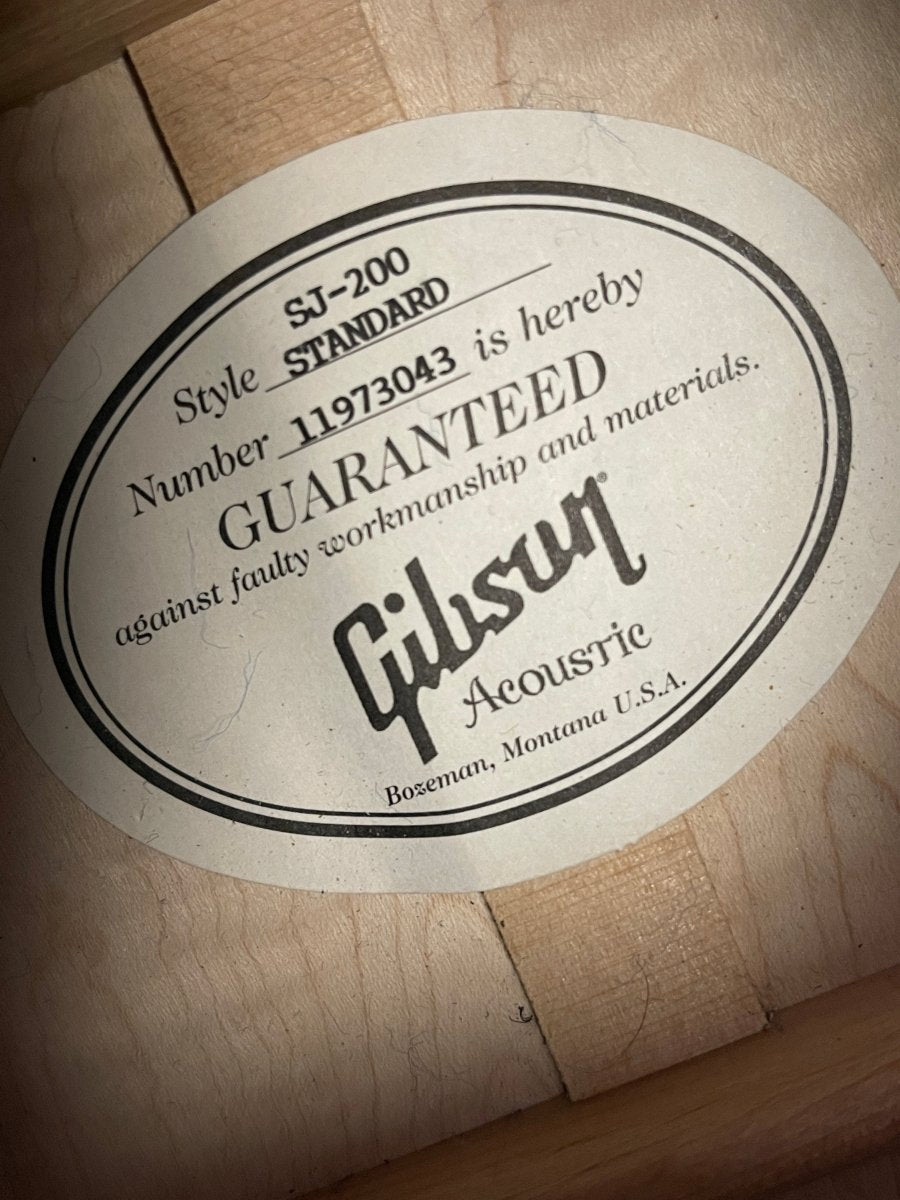 SJ-200
Style STANDARD
Number 11973043 is hereby
GUARANTEED
against faulty workmanship and materials.
Gibson®
Acoustic
Bozeman, Montana U.S.A.